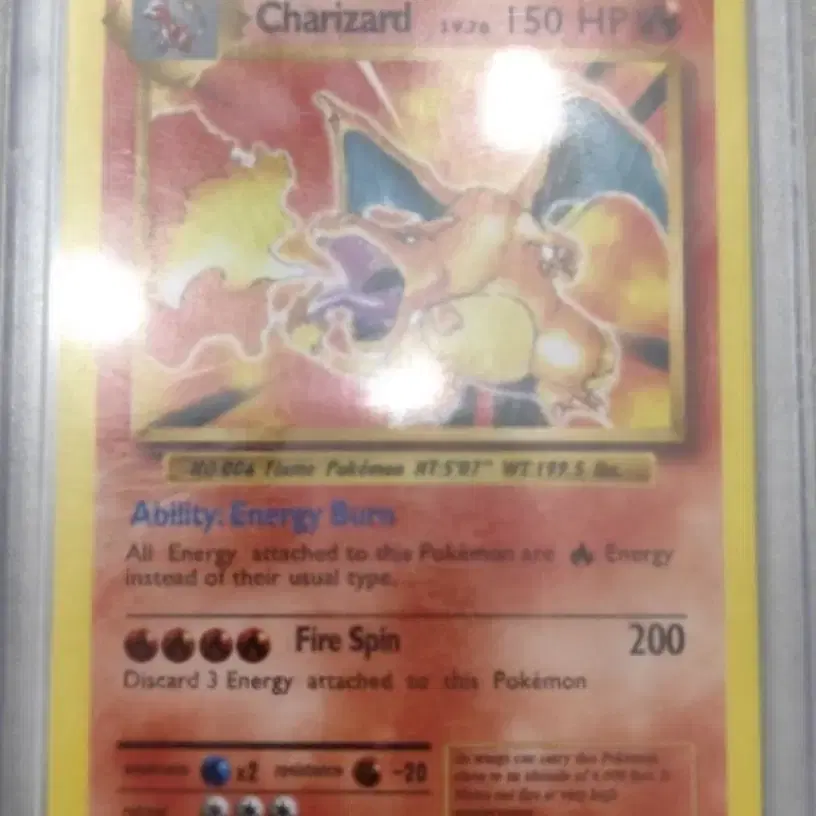 Charizard 150 HP
NO.006 Flame Pokémon HT:5'07" WT:199.5 lbs.
Ability: Energy Burn
All Energy attached to this Pokémon are Energy
instead of their usual type.
Fire Spin 200
Discard 3 Energy attached to this Pokémon
weakness x2 resistance -20